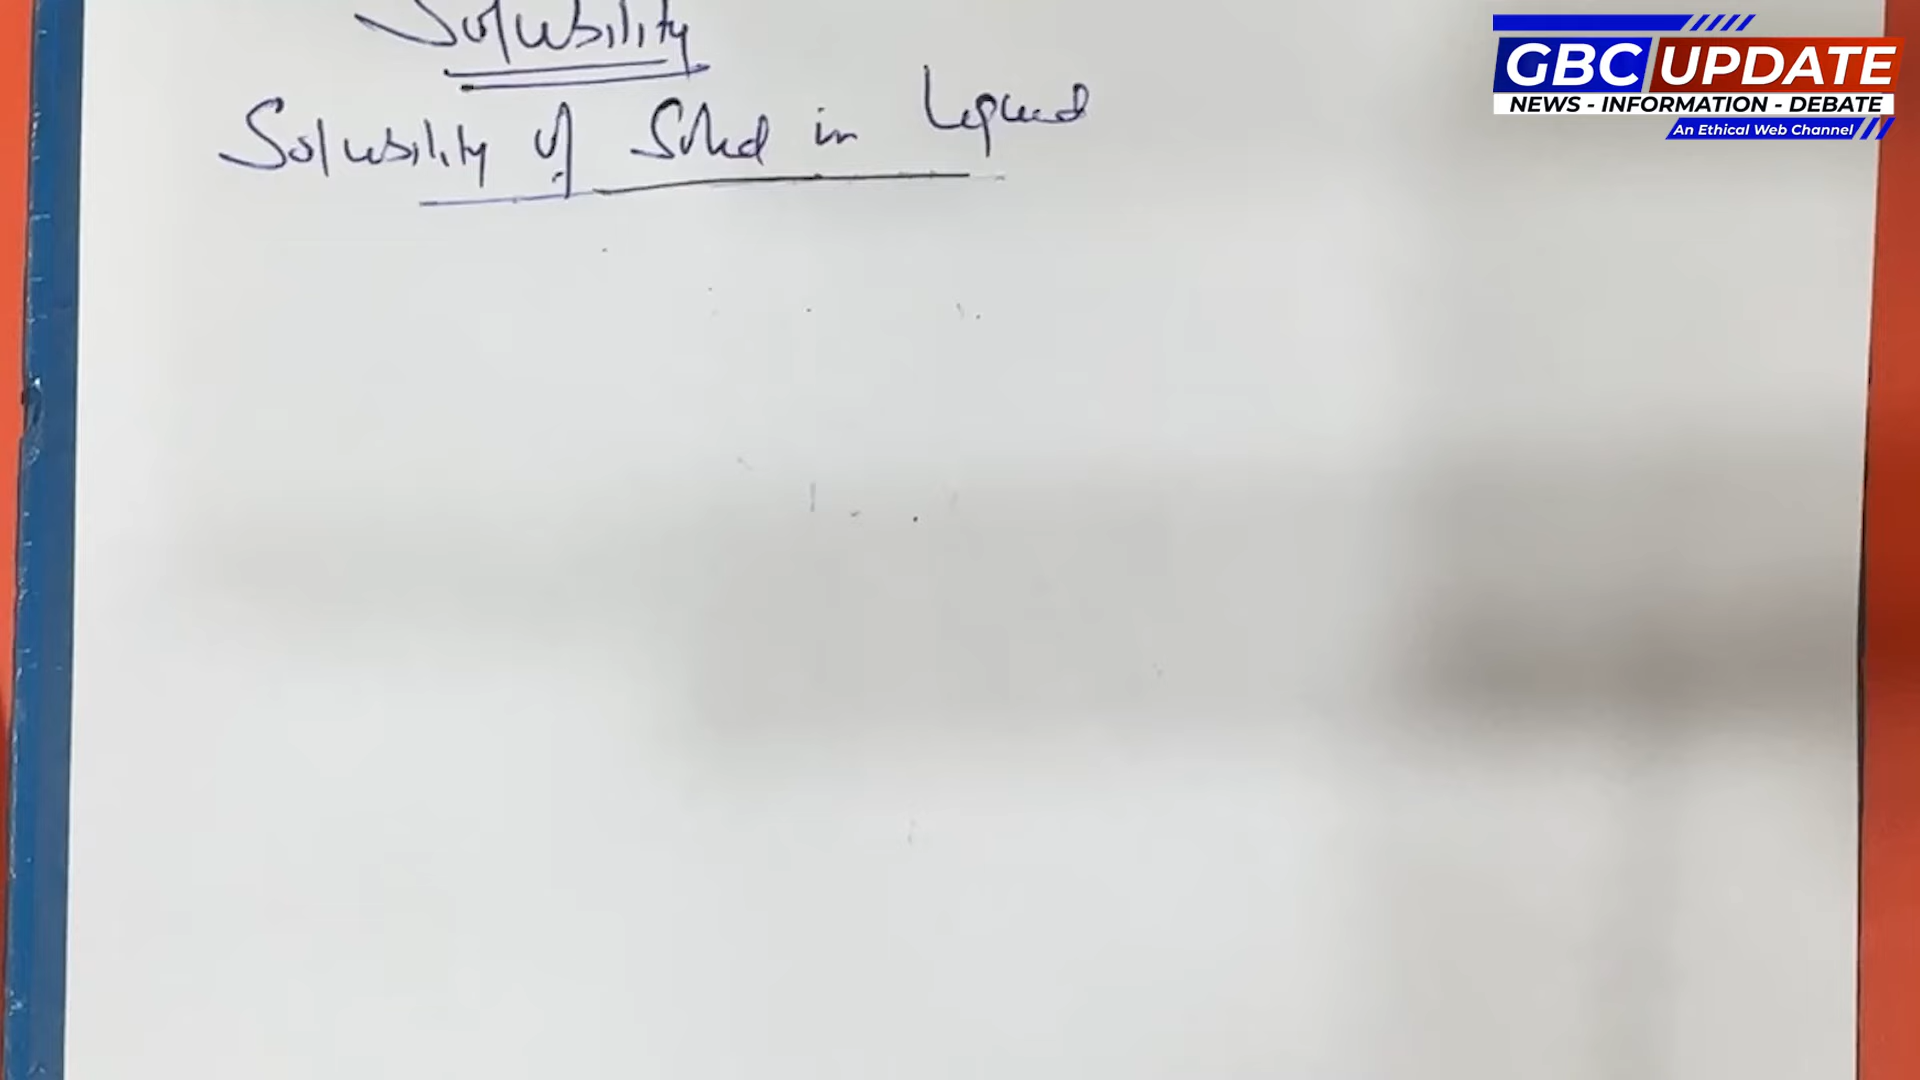 Solubility
Solubility of Solid in Liquid
GBC UPDATE
NEWS - INFORMATION - DEBATE
An Ethical Web Channel